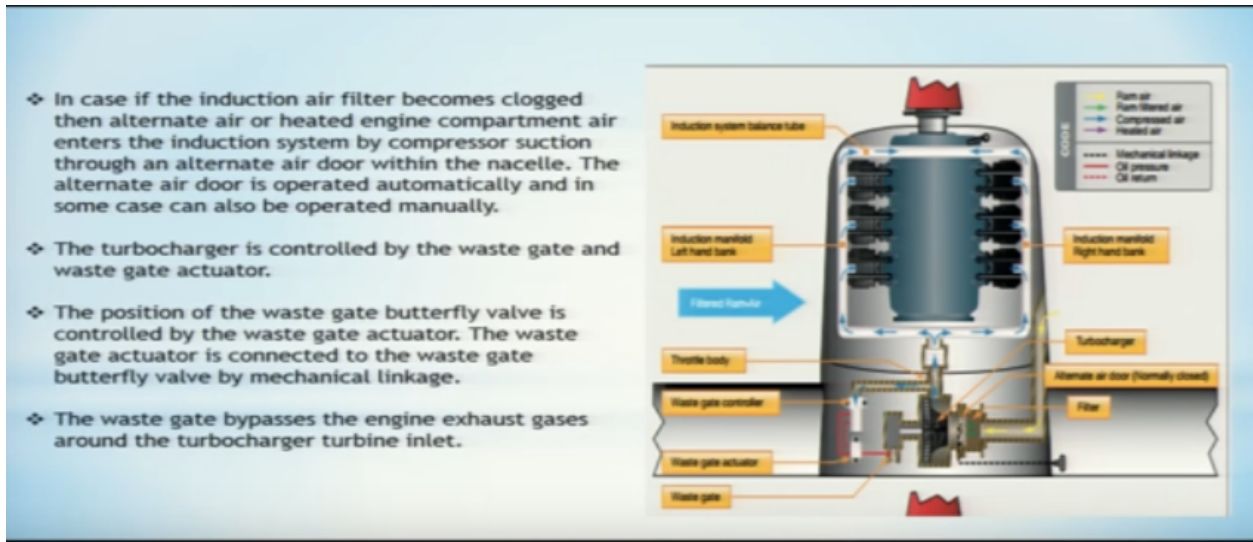 ❖ In case if the induction air filter becomes clogged
then alternate air or heated engine compartment air
enters the induction system by compressor suction
through an alternate air door within the nacelle. The
alternate air door is operated automatically and in
some case can also be operated manually.
❖ The turbocharger is controlled by the waste gate and
waste gate actuator.
❖ The position of the waste gate butterfly valve is
controlled by the waste gate actuator. The waste
gate actuator is connected to the waste gate
butterfly valve by mechanical linkage.
❖ The waste gate bypasses the engine exhaust gases
around the turbocharger turbine inlet.
Induction system balance tube
CODE
Ram air
Ram filtered air
Compressed air
Heated air
Mechanical linkage
Oil pressure
Oil return
Induction manifold
Left hand bank
Induction manifold
Right hand bank
Filtered Ram Air
Turbocharger
Throttle body
Alternate air door (Normally closed)
Waste gate controller
Filter
Waste gate actuator
Waste gate